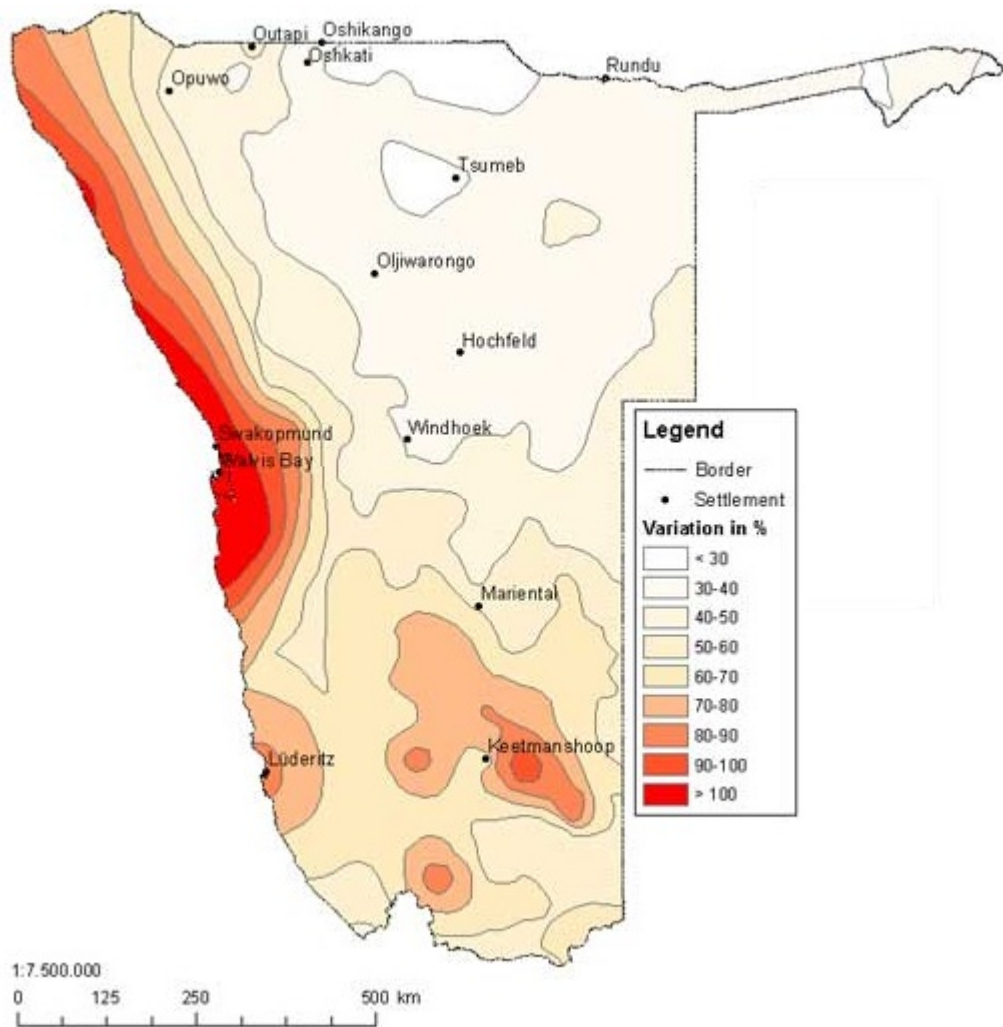 Outapi
Oshikango
Oshkati
Opuwo
Rundu
Tsumeb
Oljiwarongo
Hochfeld
Windhoek
Swakopmund
Walvis Bay
Mariental
Keetmanshoop
Lüderitz
Legend
Border
Settlement
Variation in %
< 30
30-40
40-50
50-60
60-70
70-80
80-90
90-100
> 100
1:7.500.000
0 125 250 500 km